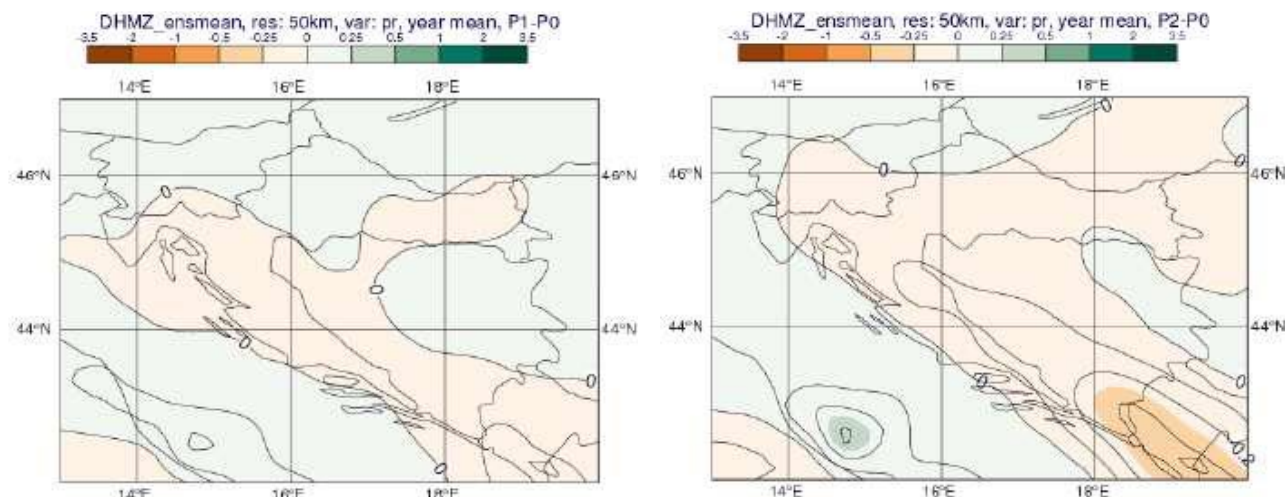 DHMZ_ensmean, res: 50km, var: pr, year mean, P1-P0
-3.5 -2 -1 -0.5 -0.25 0 0.25 0.5 1 2 3.5
14°E 16°E 18°E
46°N 46°N
44°N 44°N
0 0 0 0 0 0
14°E 16°E 18°E
DHMZ_ensmean, res: 50km, var: pr, year mean, P2-P0
-3.5 -2 -1 -0.5 -0.25 0 0.25 0.5 1 2 3.5
14°E 16°E 18°E
46°N 46°N
44°N 44°N
0 0 0 0 0
14°E 16°E 18°E